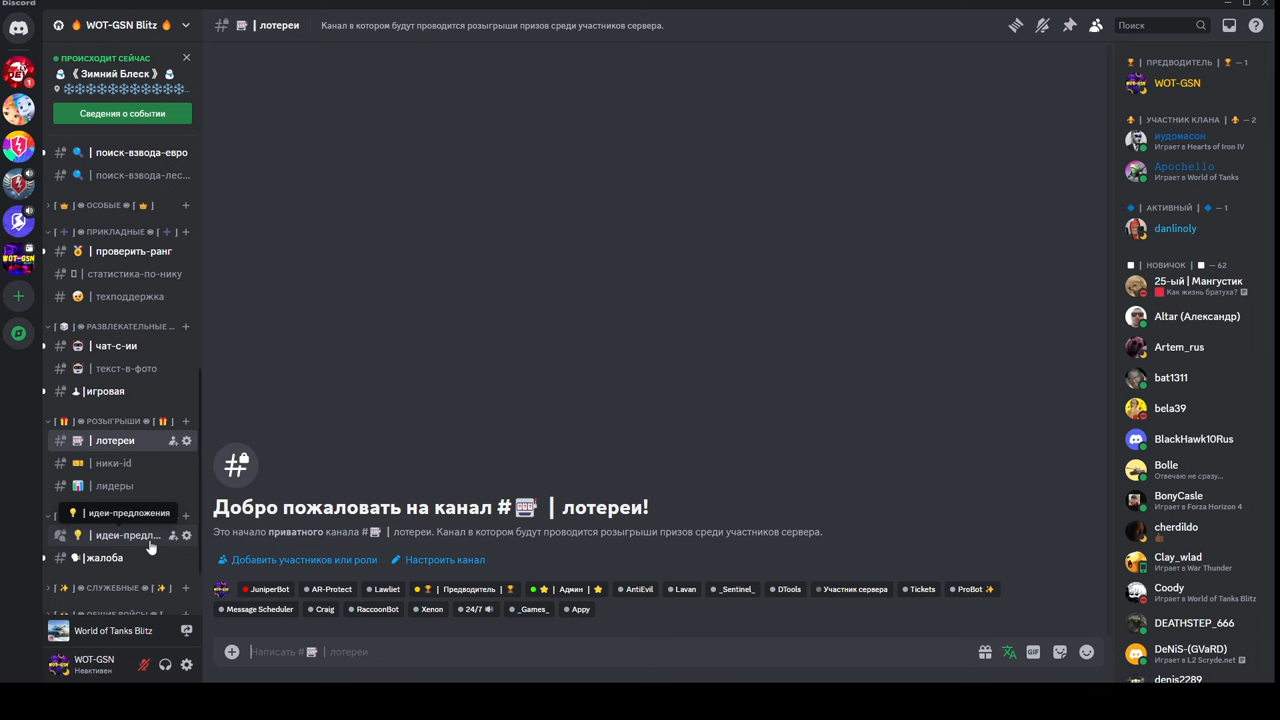 Discord
🔥 WOT-GSN Blitz 🔥
ПРОИСХОДИТ СЕЙЧАС
⛄ 《 Зимний Блеск 》 ⛄
❄❄❄❄❄❄❄❄❄❄❄...
Сведения о событии
🔍 | поиск-взвода-евро
🔍 | поиск-взвода-лес...
[ 👑 ] ОСОБЫЕ [ 👑 ]
[ ➕ ] ПРИКЛАДНЫЕ [ ➕ ]
🏅 | проверить-ранг
| статистика-по-нику
🤕 | техподдержка
[ 🎲 ] РАЗВЛЕКАТЕЛЬНЫЕ ...
🤖 | чат-с-ии
🤖 | текст-в-фото
|игровая
[ 🎁 ] РОЗЫГРЫШИ [ 🎁 ]
🎰 | лотереи
🎫 | ники-id
📊 | лидеры
💡 | идеи-предложения
💡 | идеи-предл...
🗣|жалоба
[ ✨ ] СЛУЖЕБНЫЕ [ ✨ ]
World of Tanks Blitz
WOT-GSN
Неактивен
🎰 | лотереи
Канал в котором будут проводится розыгрыши призов среди участников сервера.
Поиск
Добро пожаловать на канал #🎰 | лотереи!
Это начало приватного канала #🎰 | лотереи. Канал в котором будут проводится розыгрыши призов среди участников сервера.
Добавить участников или роли
Настроить канал
JuniperBot AR-Protect Lawliet 🏆 | Предводитель | 🏆 ⭐ | Админ | ⭐ AntiEvil Lavan _Sentinel_ DTools Участник сервера Tickets ProBot ✨
Message Scheduler Craig RaccoonBot Xenon 24/7 🔊 _Games_ Appy
Написать #🎰 | лотереи
GIF
🏆 | ПРЕДВОДИТЕЛЬ | 🏆 — 1
WOT-GSN
| УЧАСТНИК КЛАНА | — 2
иудомасон
Играет в Hearts of Iron IV
Apochello
Играет в World of Tanks
🔷 | АКТИВНЫЙ | 🔷 — 1
danlinoly
⬜ | НОВИЧОК | ⬜ — 62
25-ый | Мангустик
🟥 Как жизнь братуха?
Altar (Александр)
Artem_rus
bat1311
bela39
BlackHawk10Rus
Bolle
Отвечаю не сразу...
BonyCasle
Играет в Forza Horizon 4
cherdildo
Clay_wlad
Играет в War Thunder
Coody
Играет в World of Tanks Blitz
DEATHSTEP_666
DeNiS-(GVaRD)
Играет в L2 Scryde.net
denis2289